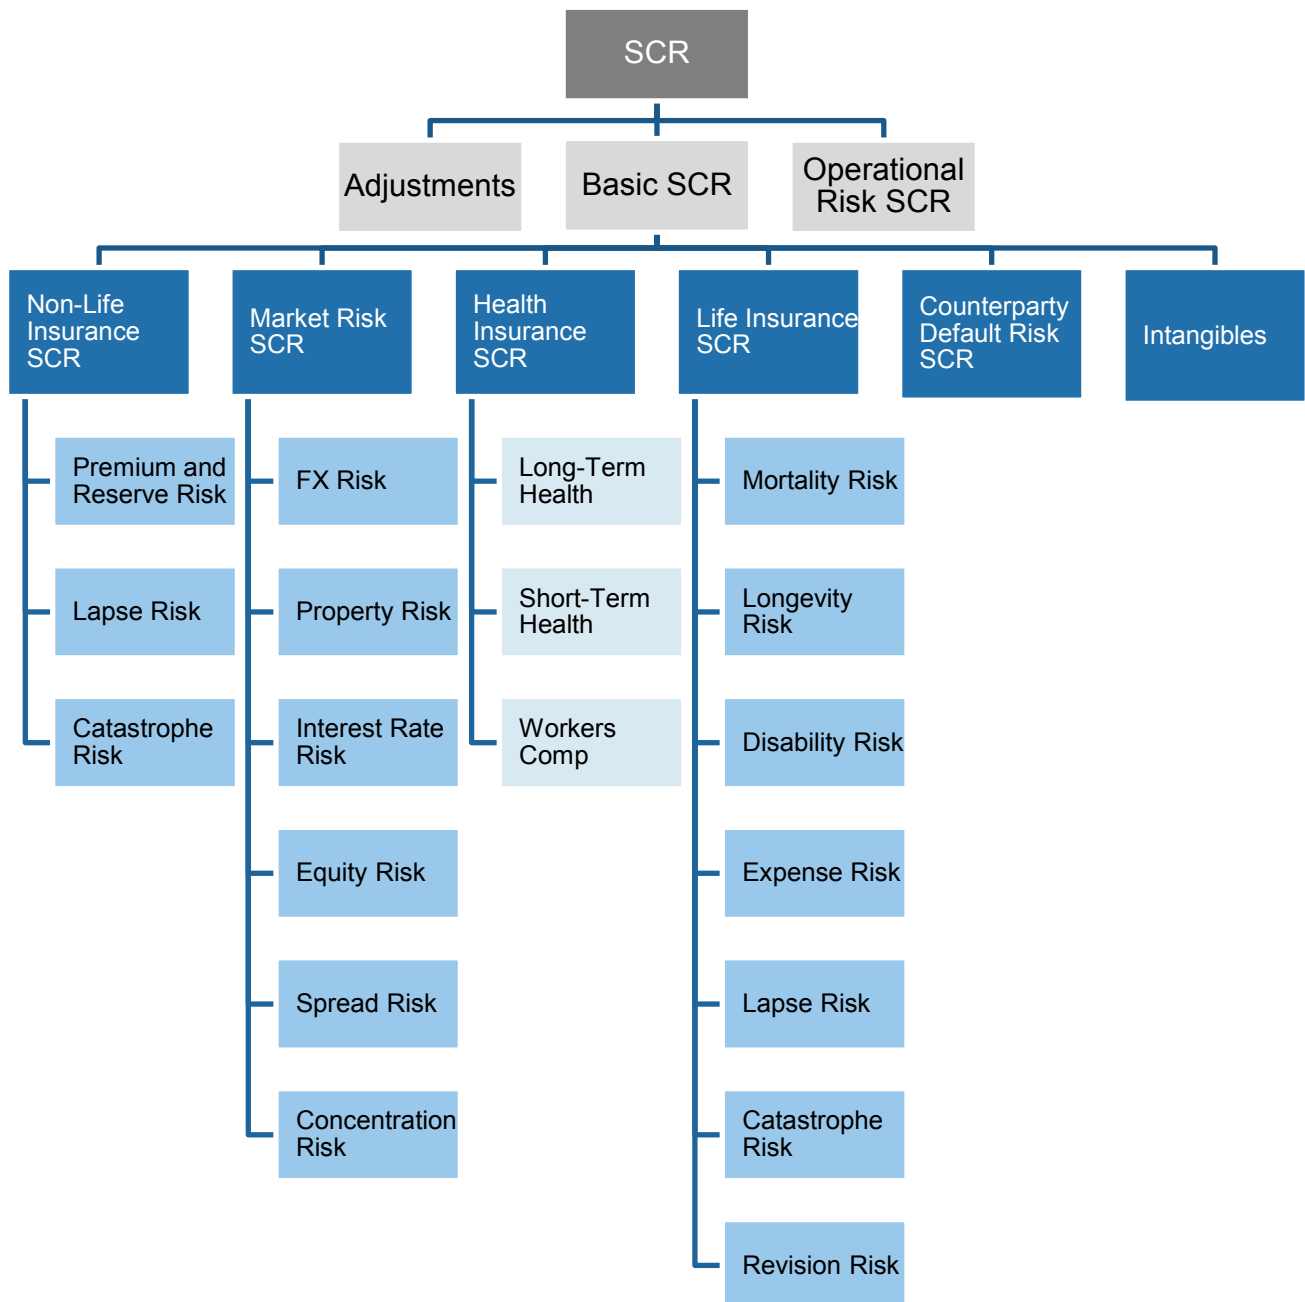 SCR
Adjustments
Basic SCR
Operational
Risk SCR
Non-Life
Insurance
SCR
Market Risk
SCR
Health
Insurance
SCR
Life Insurance
SCR
Counterparty
Default Risk
SCR
Intangibles
Premium and
Reserve Risk
Lapse Risk
Catastrophe
Risk
FX Risk
Property Risk
Interest Rate
Risk
Equity Risk
Spread Risk
Concentration
Risk
Long-Term
Health
Short-Term
Health
Workers
Comp
Mortality Risk
Longevity
Risk
Disability Risk
Expense Risk
Lapse Risk
Catastrophe
Risk
Revision Risk